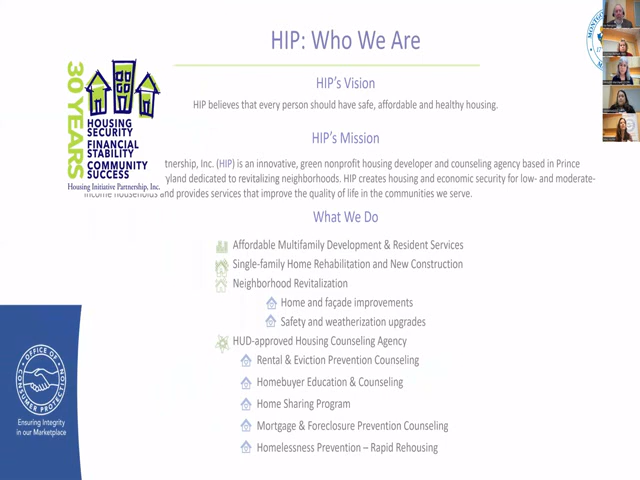 HIP: Who We Are
HIP's Vision
HIP believes that every person should have safe, affordable and healthy housing.
30 YEARS
HOUSING
SECURITY
FINANCIAL
STABILITY
COMMUNITY
SUCCESS
Housing Initiative Partnership, Inc.
HIP's Mission
tnership, Inc. (HIP) is an innovative, green nonprofit housing developer and counseling agency based in Prince
yland dedicated to revitalizing neighborhoods. HIP creates housing and economic security for low- and moderate-
income households and provides services that improve the quality of life in the communities we serve.
What We Do
Affordable Multifamily Development & Resident Services
Single-family Home Rehabilitation and New Construction
Neighborhood Revitalization
Home and façade improvements
Safety and weatherization upgrades
HUD-approved Housing Counseling Agency
Rental & Eviction Prevention Counseling
Homebuyer Education & Counseling
Home Sharing Program
Mortgage & Foreclosure Prevention Counseling
Homelessness Prevention – Rapid Rehousing
OFFICE OF
CONSUMER PROTECTION
Ensuring Integrity
in our Marketplace